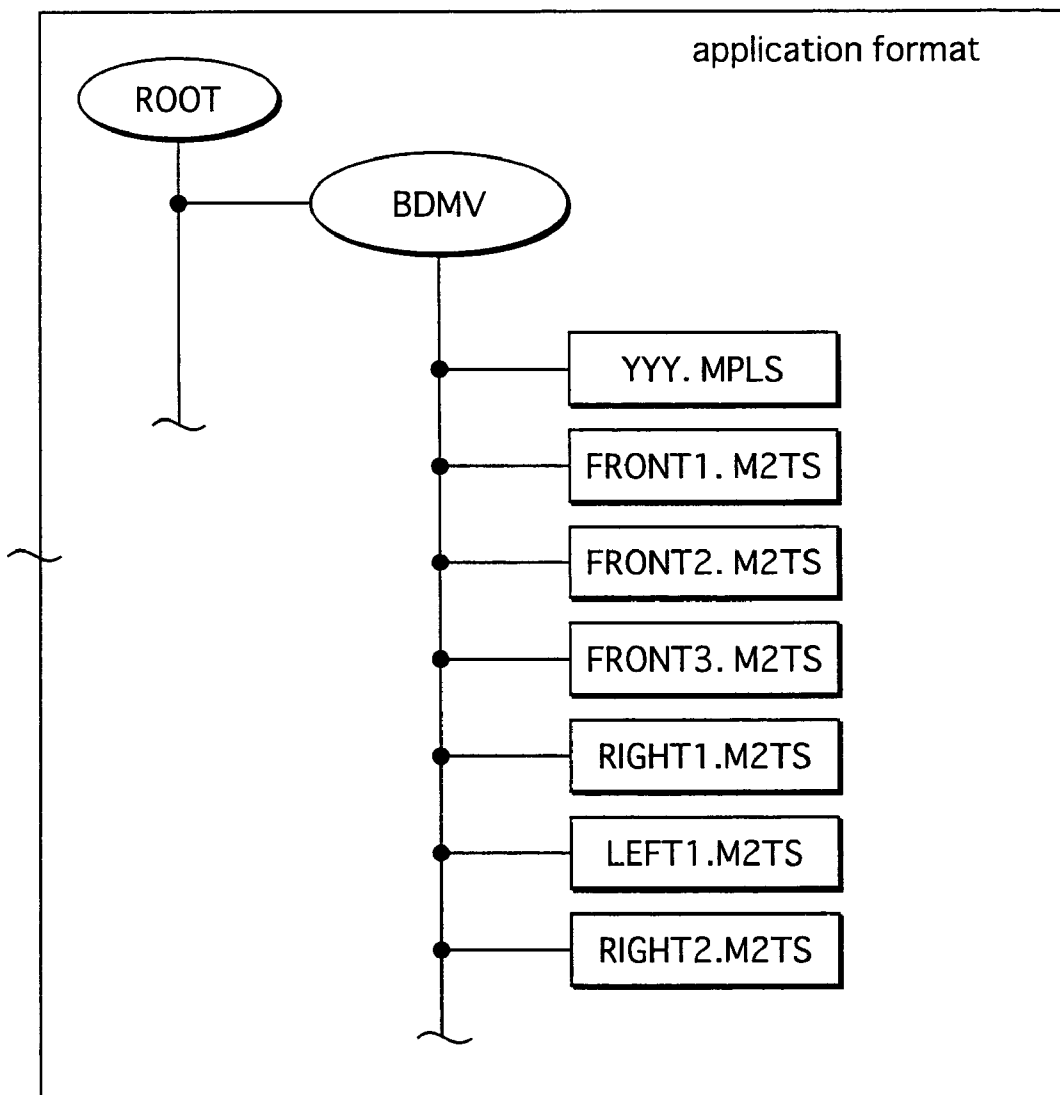 application format
ROOT
BDMV
YYY. MPLS
FRONT1. M2TS
FRONT2. M2TS
FRONT3. M2TS
RIGHT1.M2TS
LEFT1.M2TS
RIGHT2.M2TS